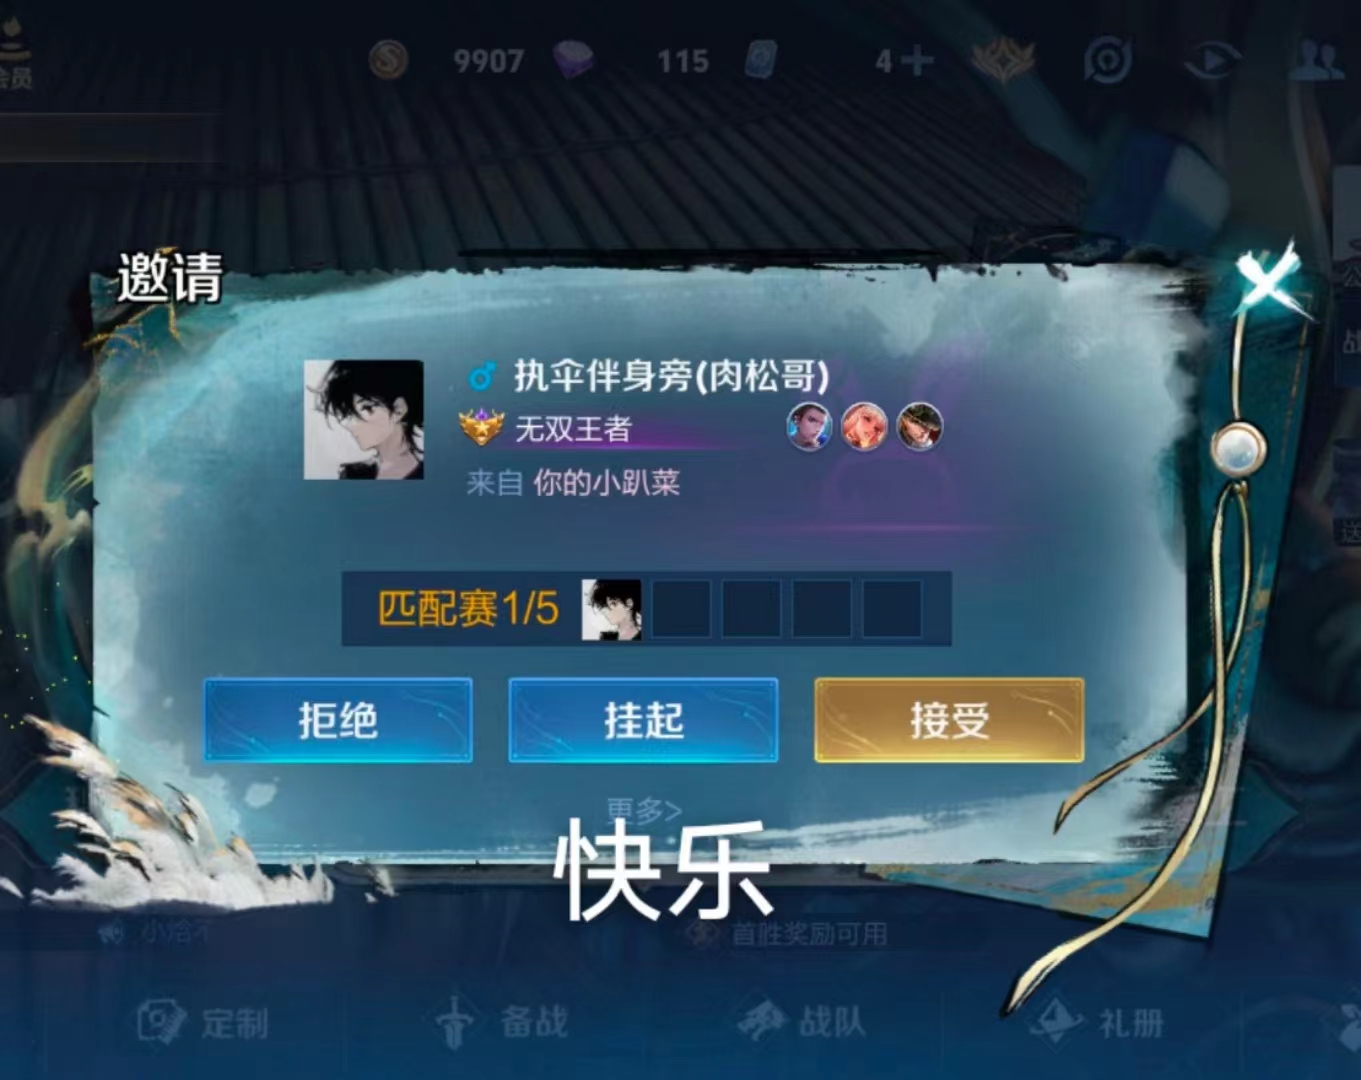 会员
9907
115
4
邀请
执伞伴身旁(肉松哥)
无双王者
来自 你的小趴菜
匹配赛1/5
拒绝
挂起
接受
更多>
快乐
首胜奖励可用
定制
备战
战队
礼册